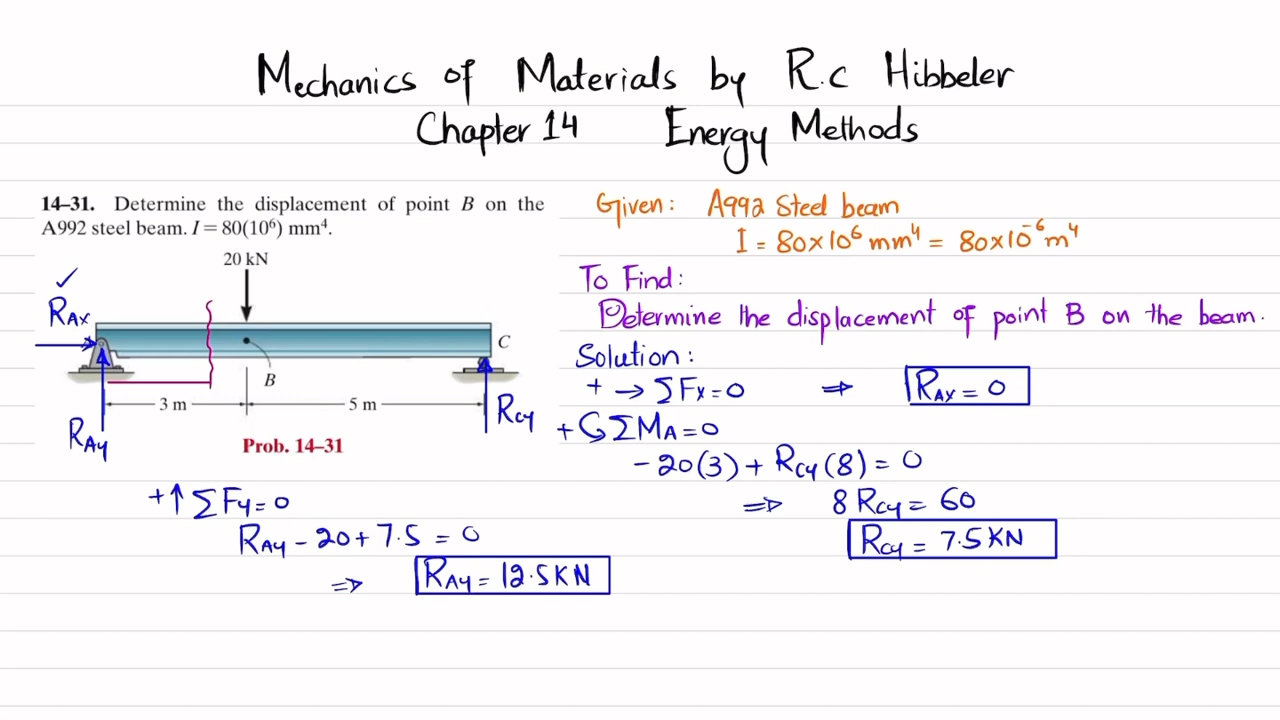 Mechanics of Materials by R.C Hibbeler
Chapter 14 Energy Methods
14–31. Determine the displacement of point B on the
A992 steel beam. I = 80(10⁶) mm⁴.
20 kN
✓
RAX
C
B
3 m
5 m
RAy
RCy
Prob. 14–31
Given: A992 Steel beam
I = 80×10⁶ mm⁴ = 80×10⁻⁶ m⁴
To Find:
Determine the displacement of point B on the beam.
Solution:
+ → ΣFx = 0 ⇒ RAX = 0
+↺ ΣMA = 0
-20(3) + RCy(8) = 0
⇒ 8 RCy = 60
RCy = 7.5 KN
+↑ ΣFy = 0
RAy - 20 + 7.5 = 0
⇒ RAy = 12.5 KN